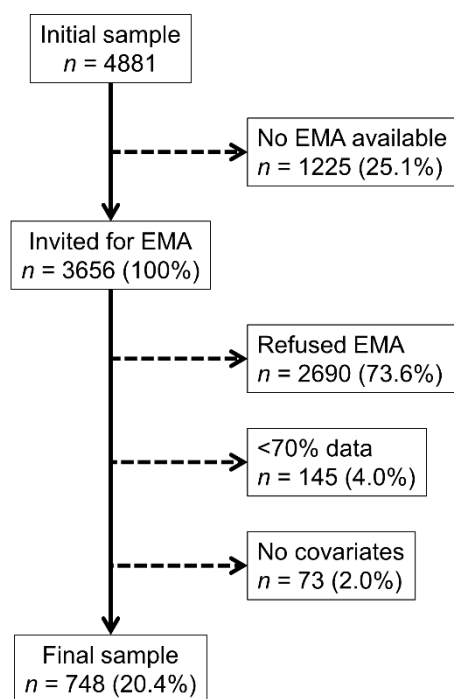 Initial sample
n = 4881
No EMA available
n = 1225 (25.1%)
Invited for EMA
n = 3656 (100%)
Refused EMA
n = 2690 (73.6%)
<70% data
n = 145 (4.0%)
No covariates
n = 73 (2.0%)
Final sample
n = 748 (20.4%)